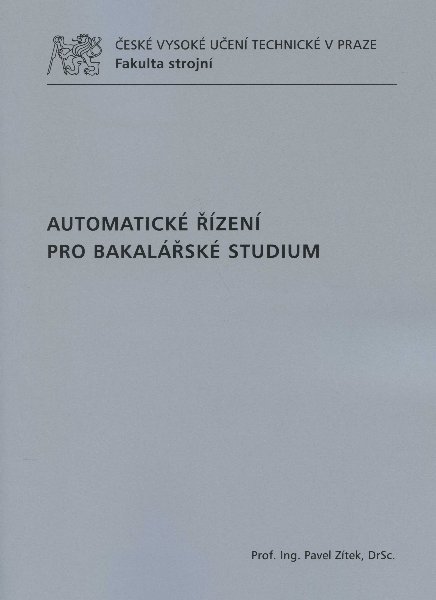 ČESKÉ VYSOKÉ UČENÍ TECHNICKÉ V PRAZE
Fakulta strojní
AUTOMATICKÉ ŘÍZENÍ
PRO BAKALÁŘSKÉ STUDIUM
Prof. Ing. Pavel Zítek, DrSc.